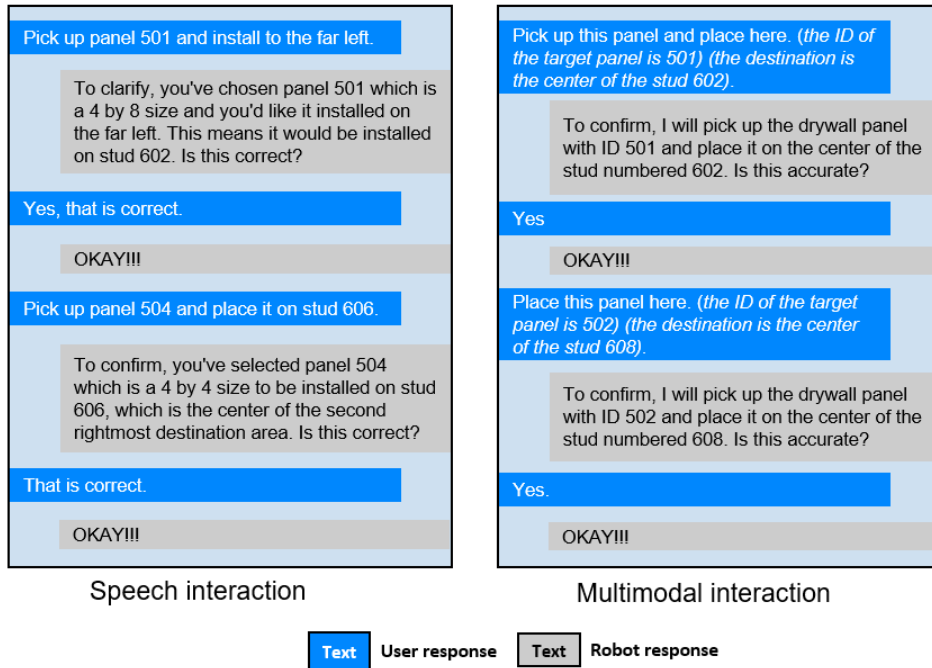 Pick up panel 501 and install to the far left.
To clarify, you've chosen panel 501 which is
a 4 by 8 size and you'd like it installed on
the far left. This means it would be installed
on stud 602. Is this correct?
Yes, that is correct.
OKAY!!!
Pick up panel 504 and place it on stud 606.
To confirm, you've selected panel 504
which is a 4 by 4 size to be installed on stud
606, which is the center of the second
rightmost destination area. Is this correct?
That is correct.
OKAY!!!
Speech interaction
Pick up this panel and place here. (the ID of
the target panel is 501) (the destination is
the center of the stud 602).
To confirm, I will pick up the drywall panel
with ID 501 and place it on the center of the
stud numbered 602. Is this accurate?
Yes
OKAY!!!
Place this panel here. (the ID of the target
panel is 502) (the destination is the center
of the stud 608).
To confirm, I will pick up the drywall panel
with ID 502 and place it on the center of the
stud numbered 608. Is this accurate?
Yes.
OKAY!!!
Multimodal interaction
Text User response Text Robot response